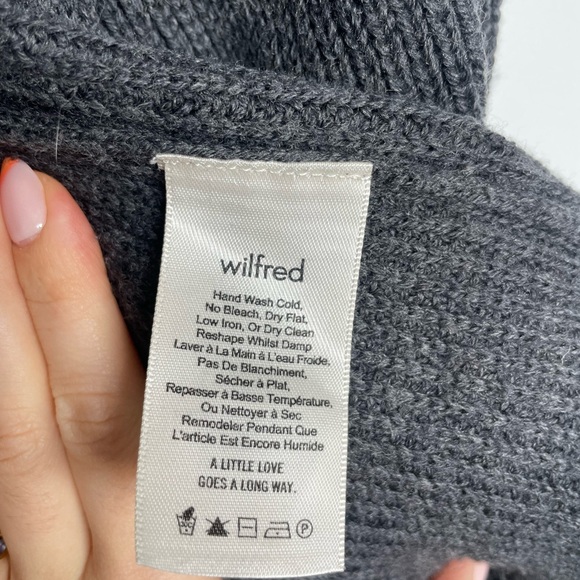 wilfred
Hand Wash Cold,
No Bleach, Dry Flat,
Low Iron, Or Dry Clean
Reshape Whilst Damp
Laver à La Main à L'eau Froide,
Pas De Blanchiment,
Sécher à Plat,
Repasser à Basse Température,
Ou Nettoyer à Sec
Remodeler Pendant Que
L'article Est Encore Humide
A LITTLE LOVE
GOES A LONG WAY.
P